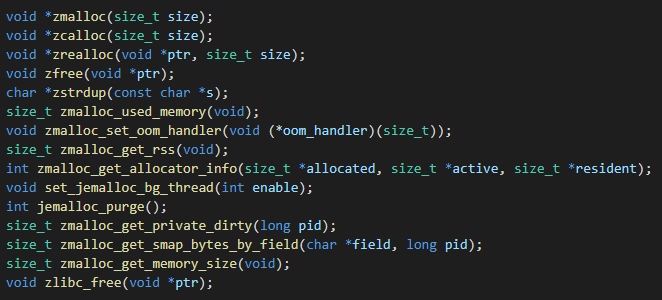 void *zmalloc(size_t size);
void *zcalloc(size_t size);
void *zrealloc(void *ptr, size_t size);
void zfree(void *ptr);
char *zstrdup(const char *s);
size_t zmalloc_used_memory(void);
void zmalloc_set_oom_handler(void (*oom_handler)(size_t));
size_t zmalloc_get_rss(void);
int zmalloc_get_allocator_info(size_t *allocated, size_t *active, size_t *resident);
void set_jemalloc_bg_thread(int enable);
int jemalloc_purge();
size_t zmalloc_get_private_dirty(long pid);
size_t zmalloc_get_smap_bytes_by_field(char *field, long pid);
size_t zmalloc_get_memory_size(void);
void zlibc_free(void *ptr);